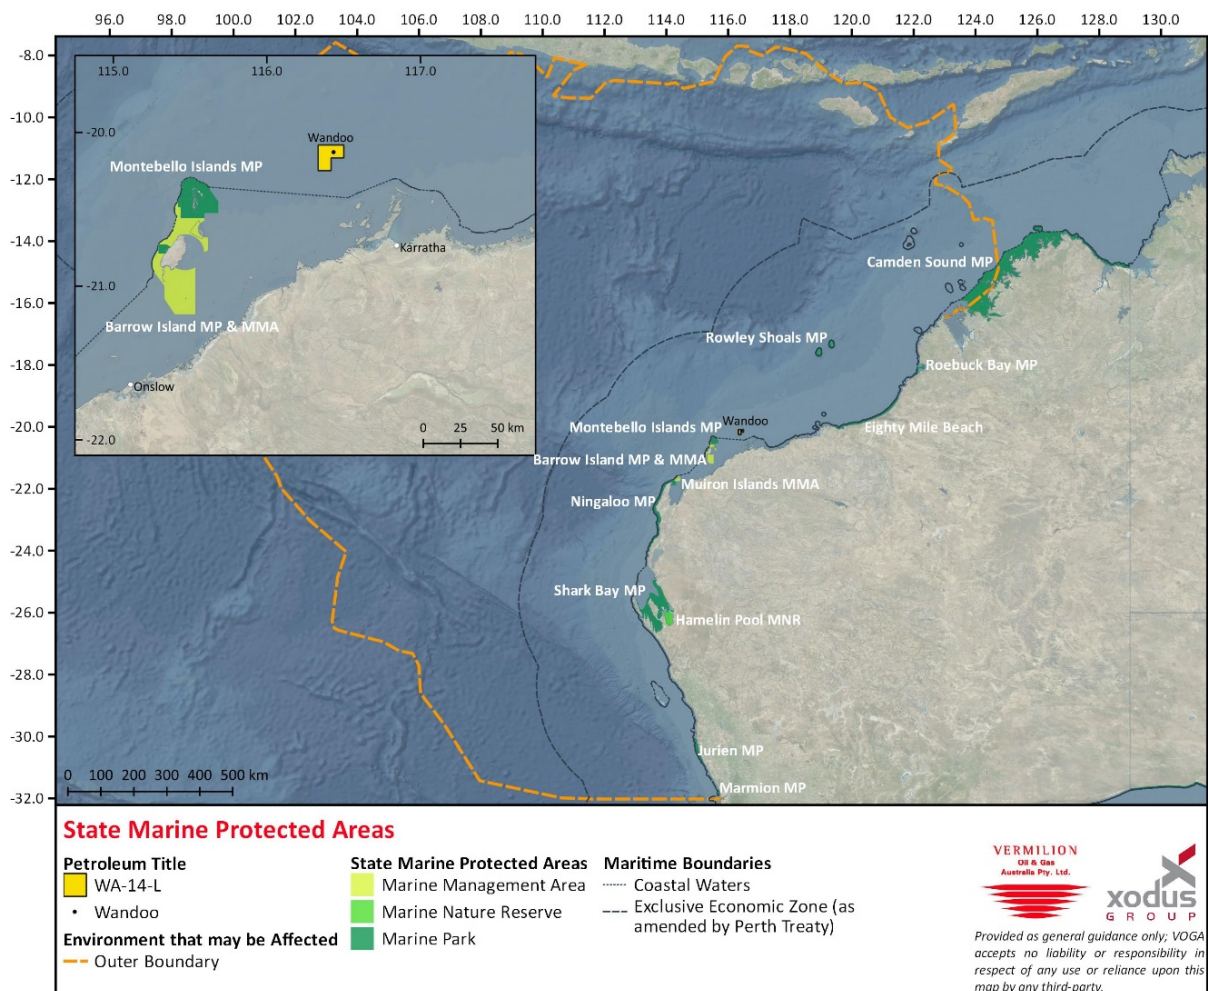 96.0 98.0 100.0 102.0 104.0 106.0 108.0 110.0 112.0 114.0 116.0 118.0 120.0 122.0 124.0 126.0 128.0 130.0
-8.0
-10.0
-12.0
-14.0
-16.0
-18.0
-20.0
-22.0
-24.0
-26.0
-28.0
-30.0
-32.0
115.0 116.0 117.0
-20.0
-21.0
-22.0
Wandoo
Montebello Islands MP
Karratha
Barrow Island MP & MMA
Onslow
0 25 50 km
Camden Sound MP
Rowley Shoals MP
Roebuck Bay MP
Montebello Islands MP
Wandoo
Eighty Mile Beach
Barrow Island MP & MMA
Muiron Islands MMA
Ningaloo MP
Shark Bay MP
Hamelin Pool MNR
Jurien MP
Marmion MP
0 100 200 300 400 500 km
State Marine Protected Areas
Petroleum Title
WA-14-L
Wandoo
Environment that may be Affected
Outer Boundary
State Marine Protected Areas
Marine Management Area
Marine Nature Reserve
Marine Park
Maritime Boundaries
Coastal Waters
Exclusive Economic Zone (as
amended by Perth Treaty)
VERMILION
Oil & Gas
Australia Pty. Ltd.
xodus
GROUP
Provided as general guidance only; VOGA
accepts no liability or responsibility in
respect of any use or reliance upon this
map by any third-party.